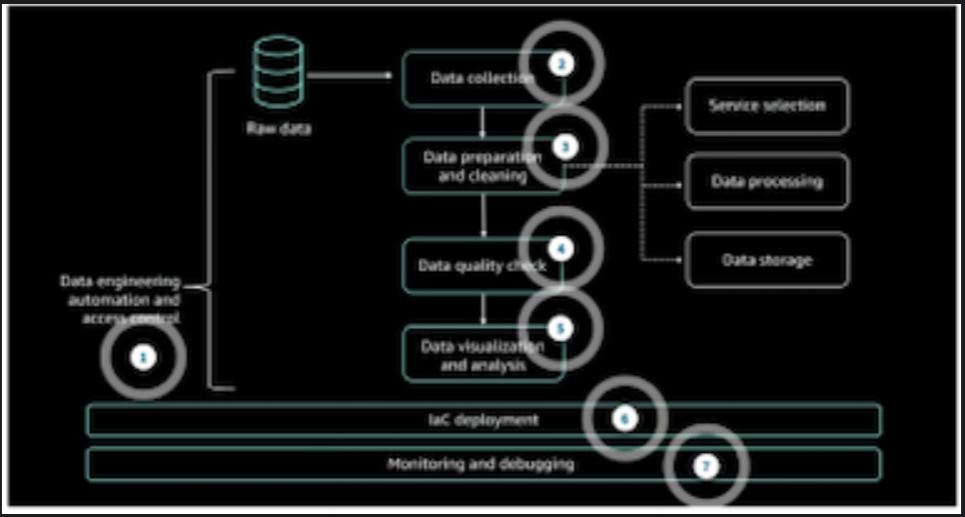 2
Data collection
Raw data
Service selection
3
Data preparation
and cleaning
Data processing
4
Data quality check
Data storage
Data engineering
automation and
access control
1
5
Data visualization
and analysis
6
IaC deployment
7
Monitoring and debugging